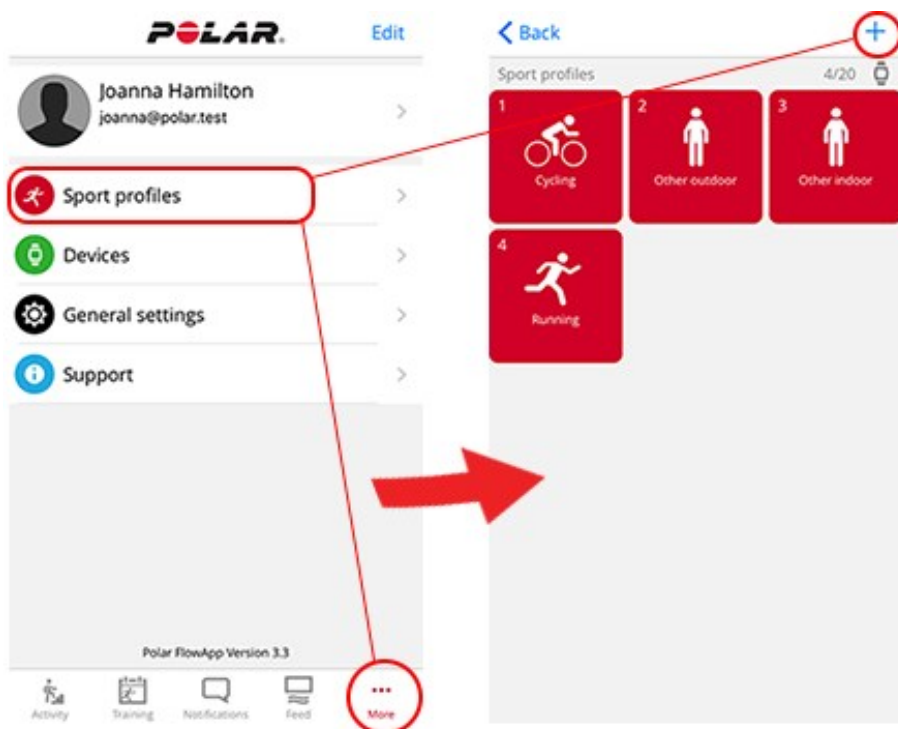 POLAR.
Edit
Joanna Hamilton
joanna@polar.test
Sport profiles
Devices
General settings
Support
Polar FlowApp Version 3.3
Activity
Training
Notifications
Feed
More
Back
+
Sport profiles
4/20
1
Cycling
2
Other outdoor
3
Other indoor
4
Running